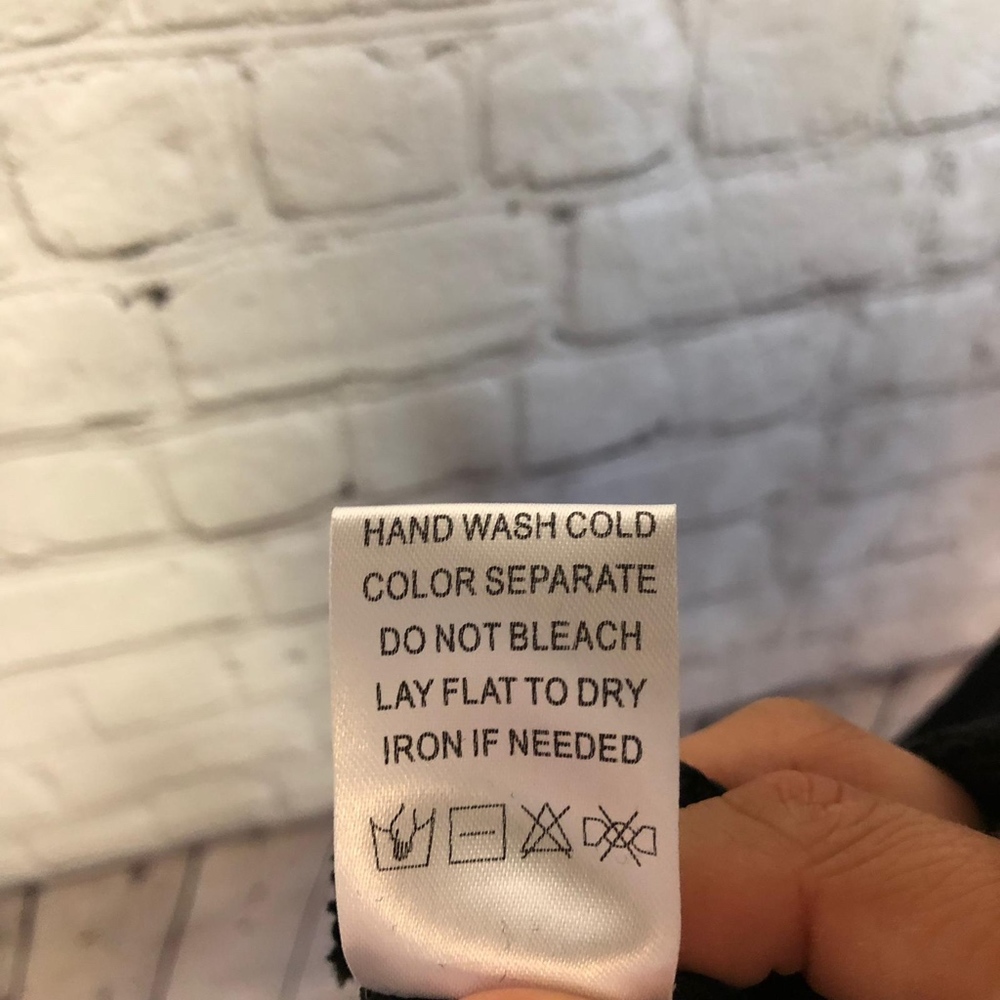 HAND WASH COLD
COLOR SEPARATE
DO NOT BLEACH
LAY FLAT TO DRY
IRON IF NEEDED